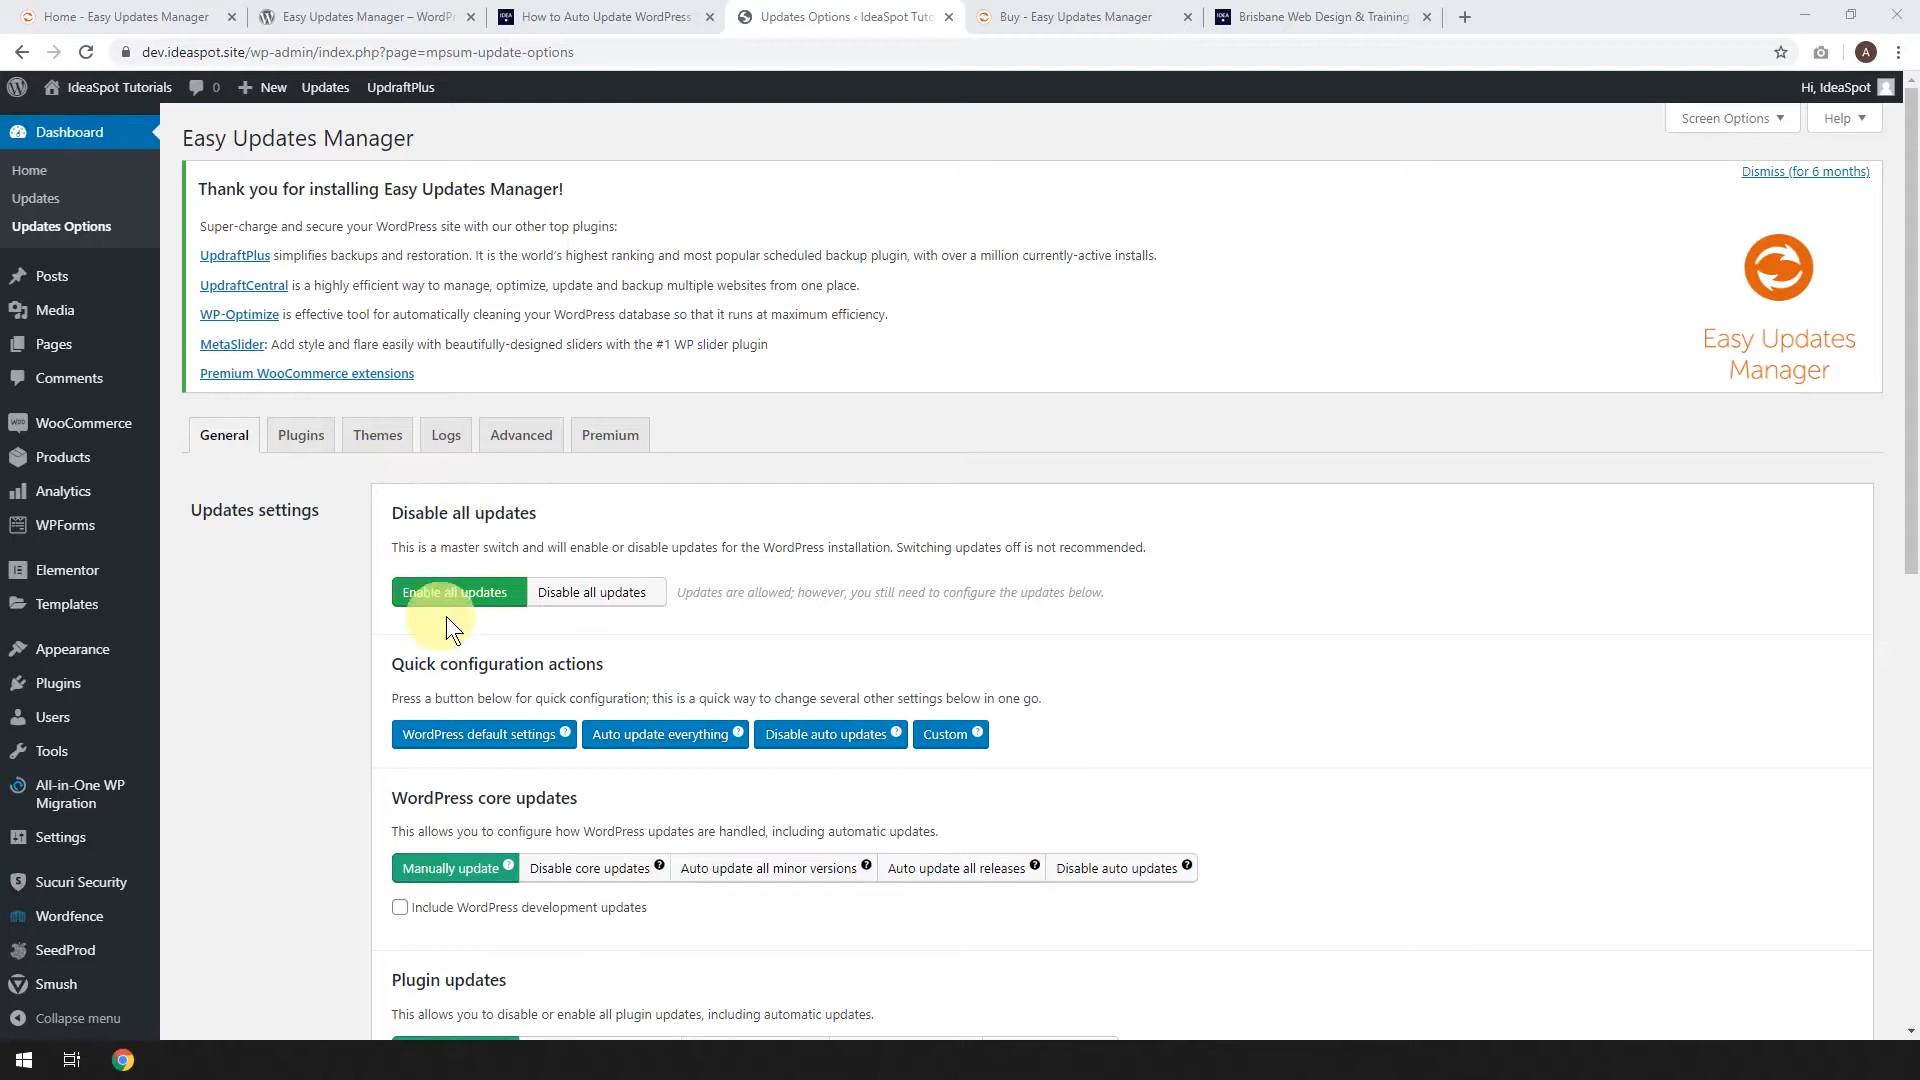 Home - Easy Updates Manager
Easy Updates Manager – WordPr
How to Auto Update WordPress
Updates Options ‹ IdeaSpot Tuto
Buy - Easy Updates Manager
Brisbane Web Design & Training
dev.ideaspot.site/wp-admin/index.php?page=mpsum-update-options
A
IdeaSpot Tutorials
0
New
Updates
UpdraftPlus
Hi, IdeaSpot
Dashboard
Home
Updates
Updates Options
Posts
Media
Pages
Comments
WooCommerce
Products
Analytics
WPForms
Elementor
Templates
Appearance
Plugins
Users
Tools
All-in-One WP
Migration
Settings
Sucuri Security
Wordfence
SeedProd
Smush
Collapse menu
Screen Options
Help
Easy Updates Manager
Dismiss (for 6 months)
Thank you for installing Easy Updates Manager!
Super-charge and secure your WordPress site with our other top plugins:
UpdraftPlus simplifies backups and restoration. It is the world's highest ranking and most popular scheduled backup plugin, with over a million currently-active installs.
UpdraftCentral is a highly efficient way to manage, optimize, update and backup multiple websites from one place.
WP-Optimize is effective tool for automatically cleaning your WordPress database so that it runs at maximum efficiency.
MetaSlider: Add style and flare easily with beautifully-designed sliders with the #1 WP slider plugin
Premium WooCommerce extensions
Easy Updates
Manager
General
Plugins
Themes
Logs
Advanced
Premium
Updates settings
Disable all updates
This is a master switch and will enable or disable updates for the WordPress installation. Switching updates off is not recommended.
Enable all updates
Disable all updates
Updates are allowed; however, you still need to configure the updates below.
Quick configuration actions
Press a button below for quick configuration; this is a quick way to change several other settings below in one go.
WordPress default settings
Auto update everything
Disable auto updates
Custom
WordPress core updates
This allows you to configure how WordPress updates are handled, including automatic updates.
Manually update
Disable core updates
Auto update all minor versions
Auto update all releases
Disable auto updates
Include WordPress development updates
Plugin updates
This allows you to disable or enable all plugin updates, including automatic updates.